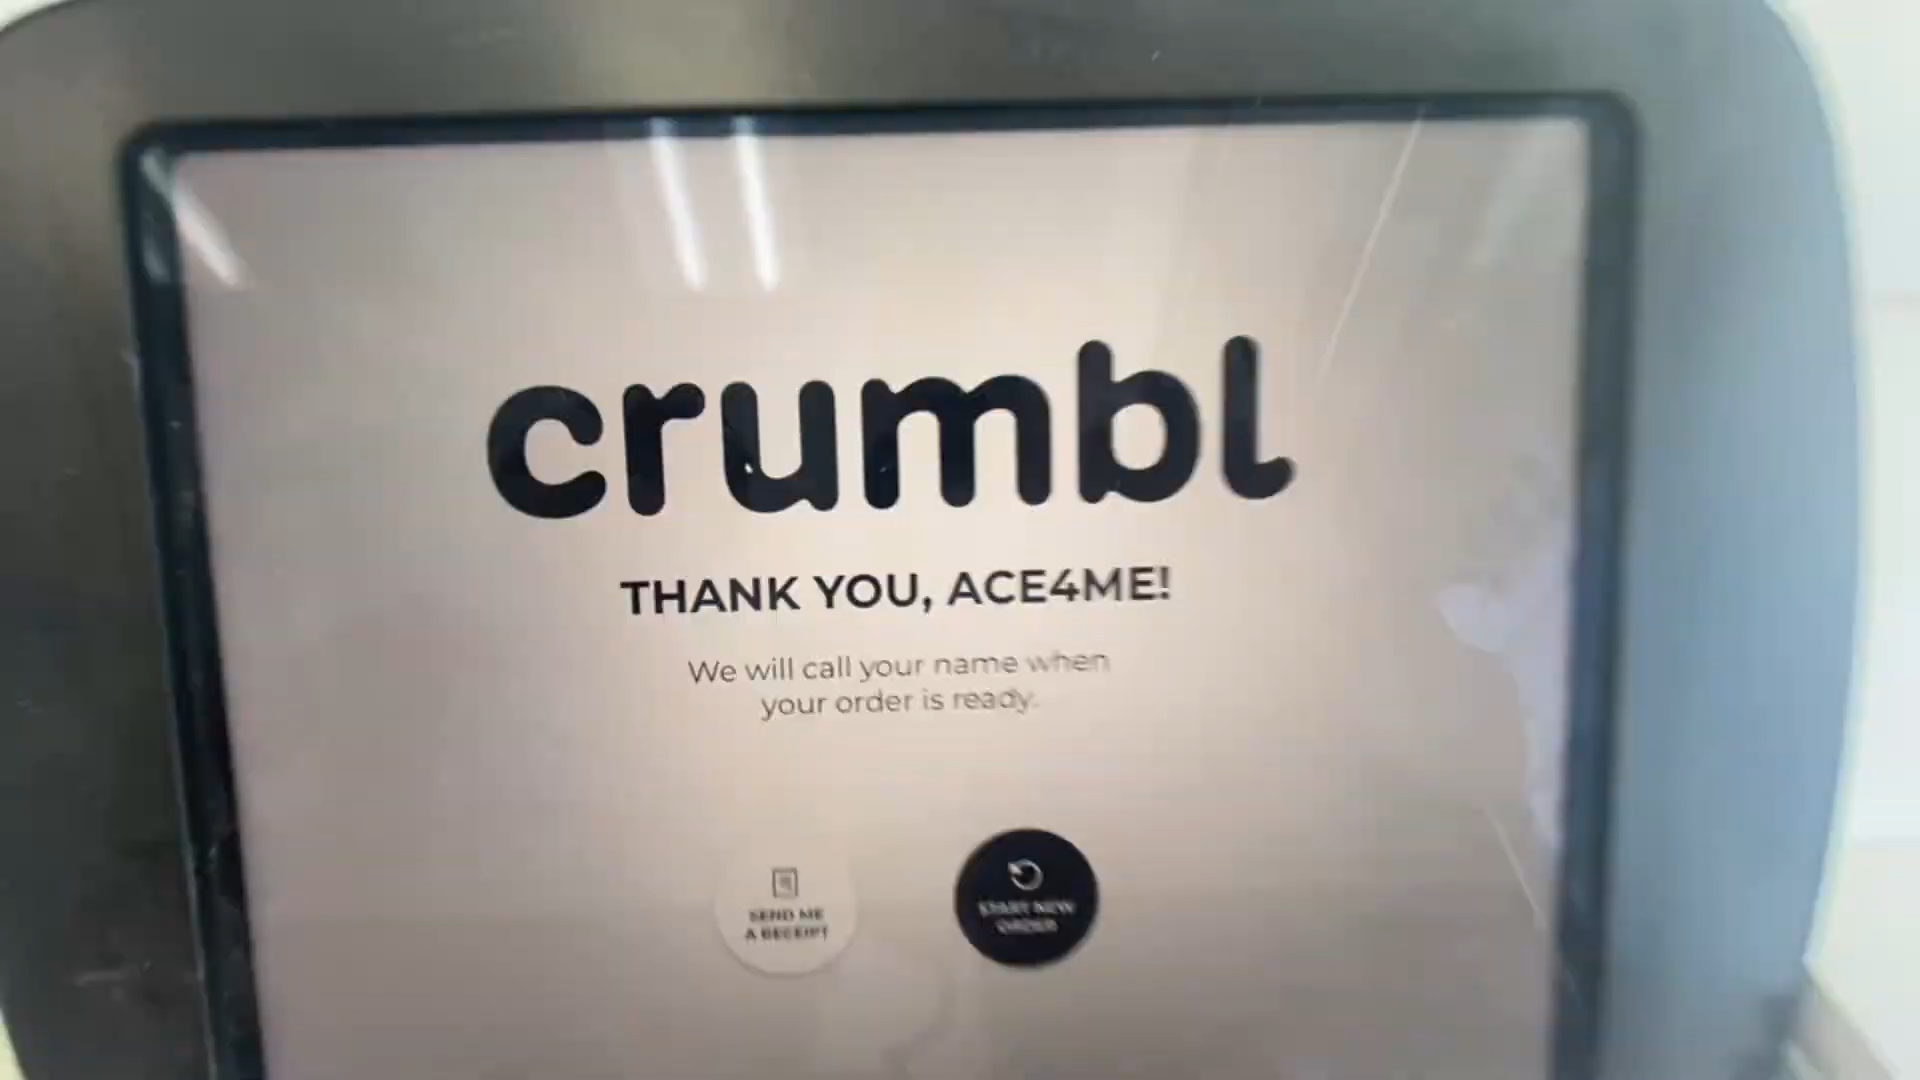 crumbl
THANK YOU, ACE4ME!
We will call your name when
your order is ready.
SEND ME
A RECEIPT
START NEW
ORDER